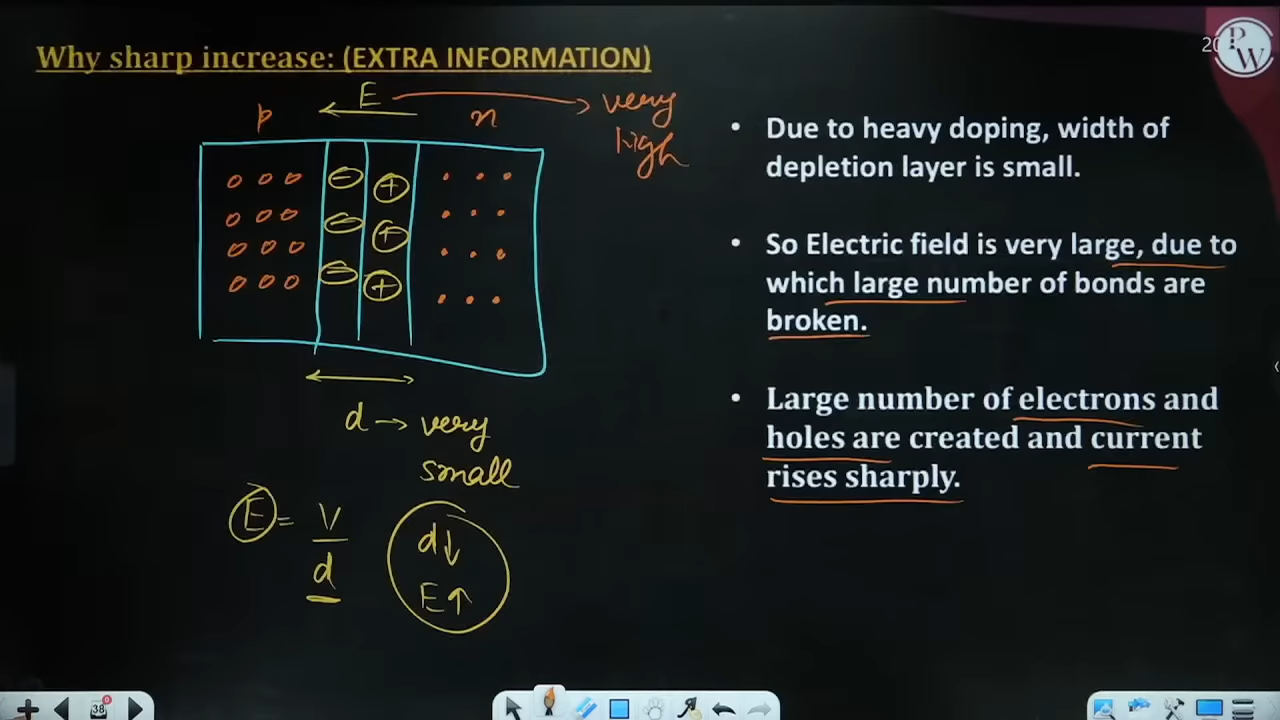 Why sharp increase: (EXTRA INFORMATION)
PW
E → very high
p
n
d → very small
E = V/d
d↓
E↑
• Due to heavy doping, width of
depletion layer is small.
• So Electric field is very large, due to
which large number of bonds are
broken.
• Large number of electrons and
holes are created and current
rises sharply.
38